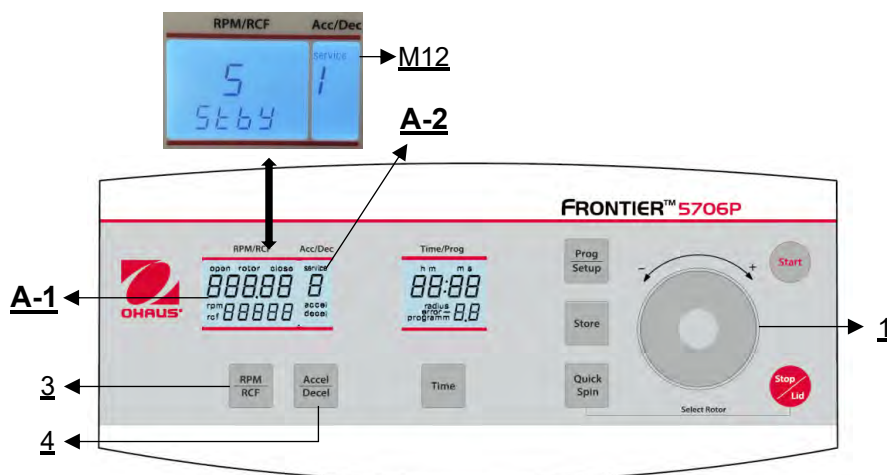 RPM/RCF Acc/Dec
service
5 1
Stby
M12
A-2
FRONTIER™ 5706P
RPM/RCF Acc/Dec
Time/Prog
open rotor close service
888.88 8
rpm
rcf 88888
accel
decel
A-1
OHAUS®
h m m s
88:88
radius
error
programm 8.8
Prog
Setup
Start
- +
1
Store
3
RPM
RCF
Accel
Decel
Time
Quick
Spin
Stop
Lid
Select Rotor
4